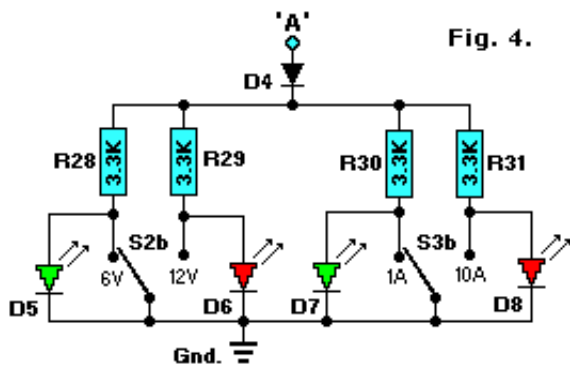 'A'
Fig. 4.
D4
R28 3.3K 3.3K R29 R30 3.3K 3.3K R31
S2b S3b
6V 12V 1A 10A
D5 D6 D7 D8
Gnd.